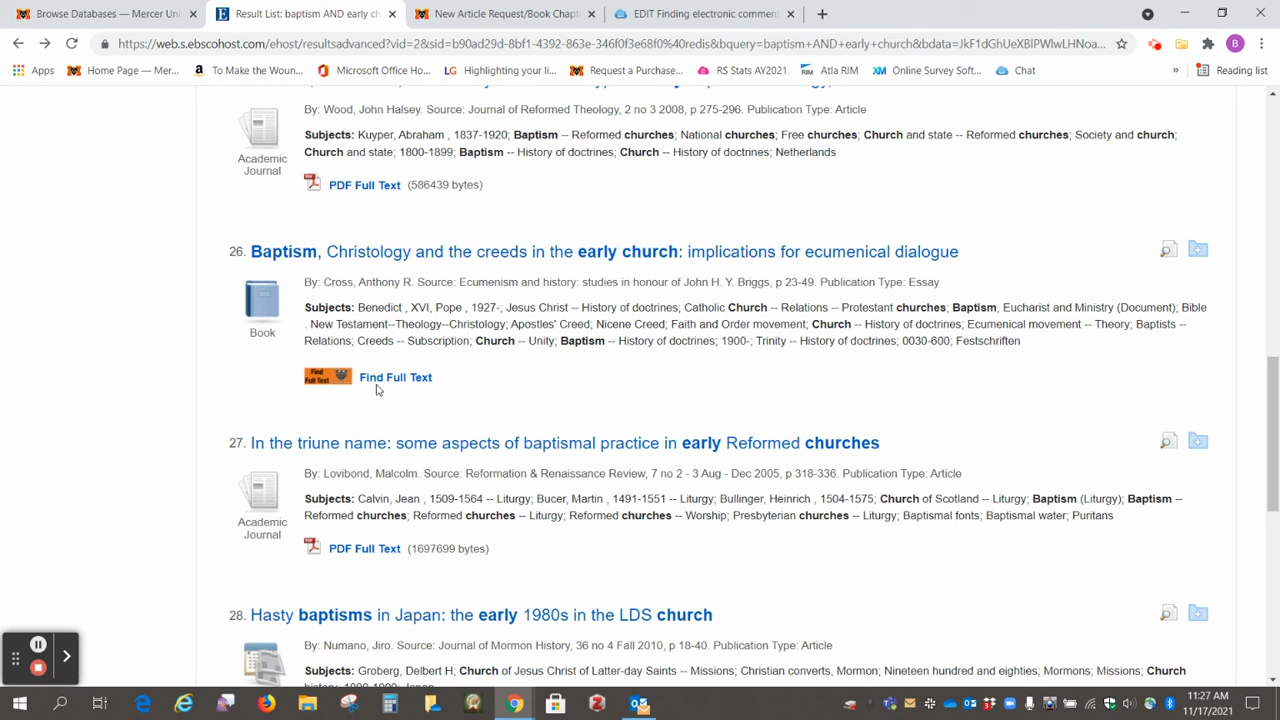 Browse Databases - Mercer Uni
Result List: baptism AND early ch
New Article Request/Book Chapt
EDIT Finding electronic comment
https://web.s.ebscohost.com/ehost/resultsadvanced?vid=2&sid=b90ad29d-6bf1-4392-863e-346f0f3e68f0%40redis&bquery=baptism+AND+early+church&bdata=JkF1dGhUeXBlPWlwLHNoa...
B
Apps
Home Page – Mer...
To Make the Woun...
Microsoft Office Ho...
LG Highlighting your li...
Request a Purchase...
RS Stats AY2021
RIM Atla RIM
XM Online Survey Soft...
Chat
»
Reading list
By: Wood, John Halsey. Source: Journal of Reformed Theology, 2 no 3 2008, p 275-296. Publication Type: Article
Academic Journal
Subjects: Kuyper, Abraham , 1837-1920; Baptism -- Reformed churches; National churches; Free churches; Church and state -- Reformed churches; Society and church;
Church and state; 1800-1899; Baptism -- History of doctrines; Church -- History of doctrines; Netherlands
PDF Full Text (586439 bytes)
26. Baptism, Christology and the creeds in the early church: implications for ecumenical dialogue
By: Cross, Anthony R. Source: Ecumenism and history: studies in honour of John H. Y. Briggs, p 23-49. Publication Type: Essay
Book
Subjects: Benedict , XVI, Pope , 1927-; Jesus Christ -- History of doctrines; Catholic Church -- Relations -- Protestant churches; Baptism, Eucharist and Ministry (Document); Bible
. New Testament--Theology--Christology; Apostles' Creed; Nicene Creed; Faith and Order movement; Church -- History of doctrines; Ecumenical movement -- Theory; Baptists --
Relations; Creeds -- Subscription; Church -- Unity; Baptism -- History of doctrines; 1900-; Trinity -- History of doctrines; 0030-600; Festschriften
Find Full Text
Find Full Text
27. In the triune name: some aspects of baptismal practice in early Reformed churches
By: Lovibond, Malcolm. Source: Reformation & Renaissance Review, 7 no 2 - 3 Aug - Dec 2005, p 318-336. Publication Type: Article
Academic Journal
Subjects: Calvin, Jean , 1509-1564 -- Liturgy; Bucer, Martin , 1491-1551 -- Liturgy; Bullinger, Heinrich , 1504-1575; Church of Scotland -- Liturgy; Baptism (Liturgy); Baptism --
Reformed churches; Reformed churches -- Liturgy; Reformed churches -- Worship; Presbyterian churches -- Liturgy; Baptismal fonts; Baptismal water; Puritans
PDF Full Text (1697699 bytes)
28. Hasty baptisms in Japan: the early 1980s in the LDS church
By: Numano, Jiro. Source: Journal of Mormon History, 36 no 4 Fall 2010, p 18-40. Publication Type: Article
Subjects: Groberg, Delbert H; Church of Jesus Christ of Latter-day Saints -- Missions; Christian converts, Mormon; Nineteen hundred and eighties; Mormons; Missions; Church
11:27 AM
11/17/2021